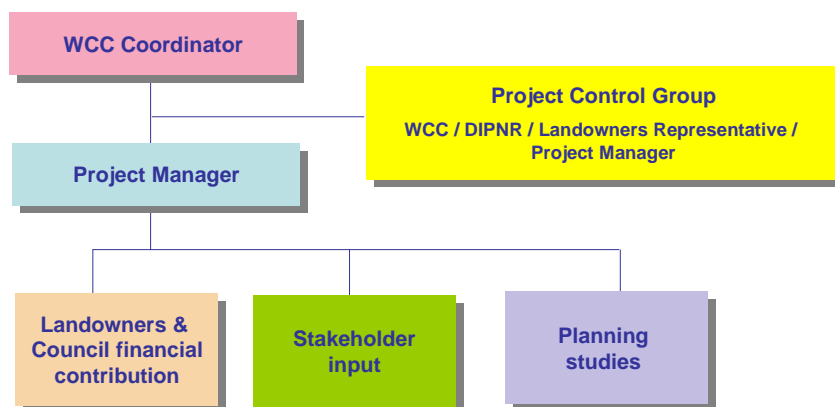 WCC Coordinator
Project Control Group
WCC / DIPNR / Landowners Representative /
Project Manager
Project Manager
Landowners &
Council financial
contribution
Stakeholder
input
Planning
studies